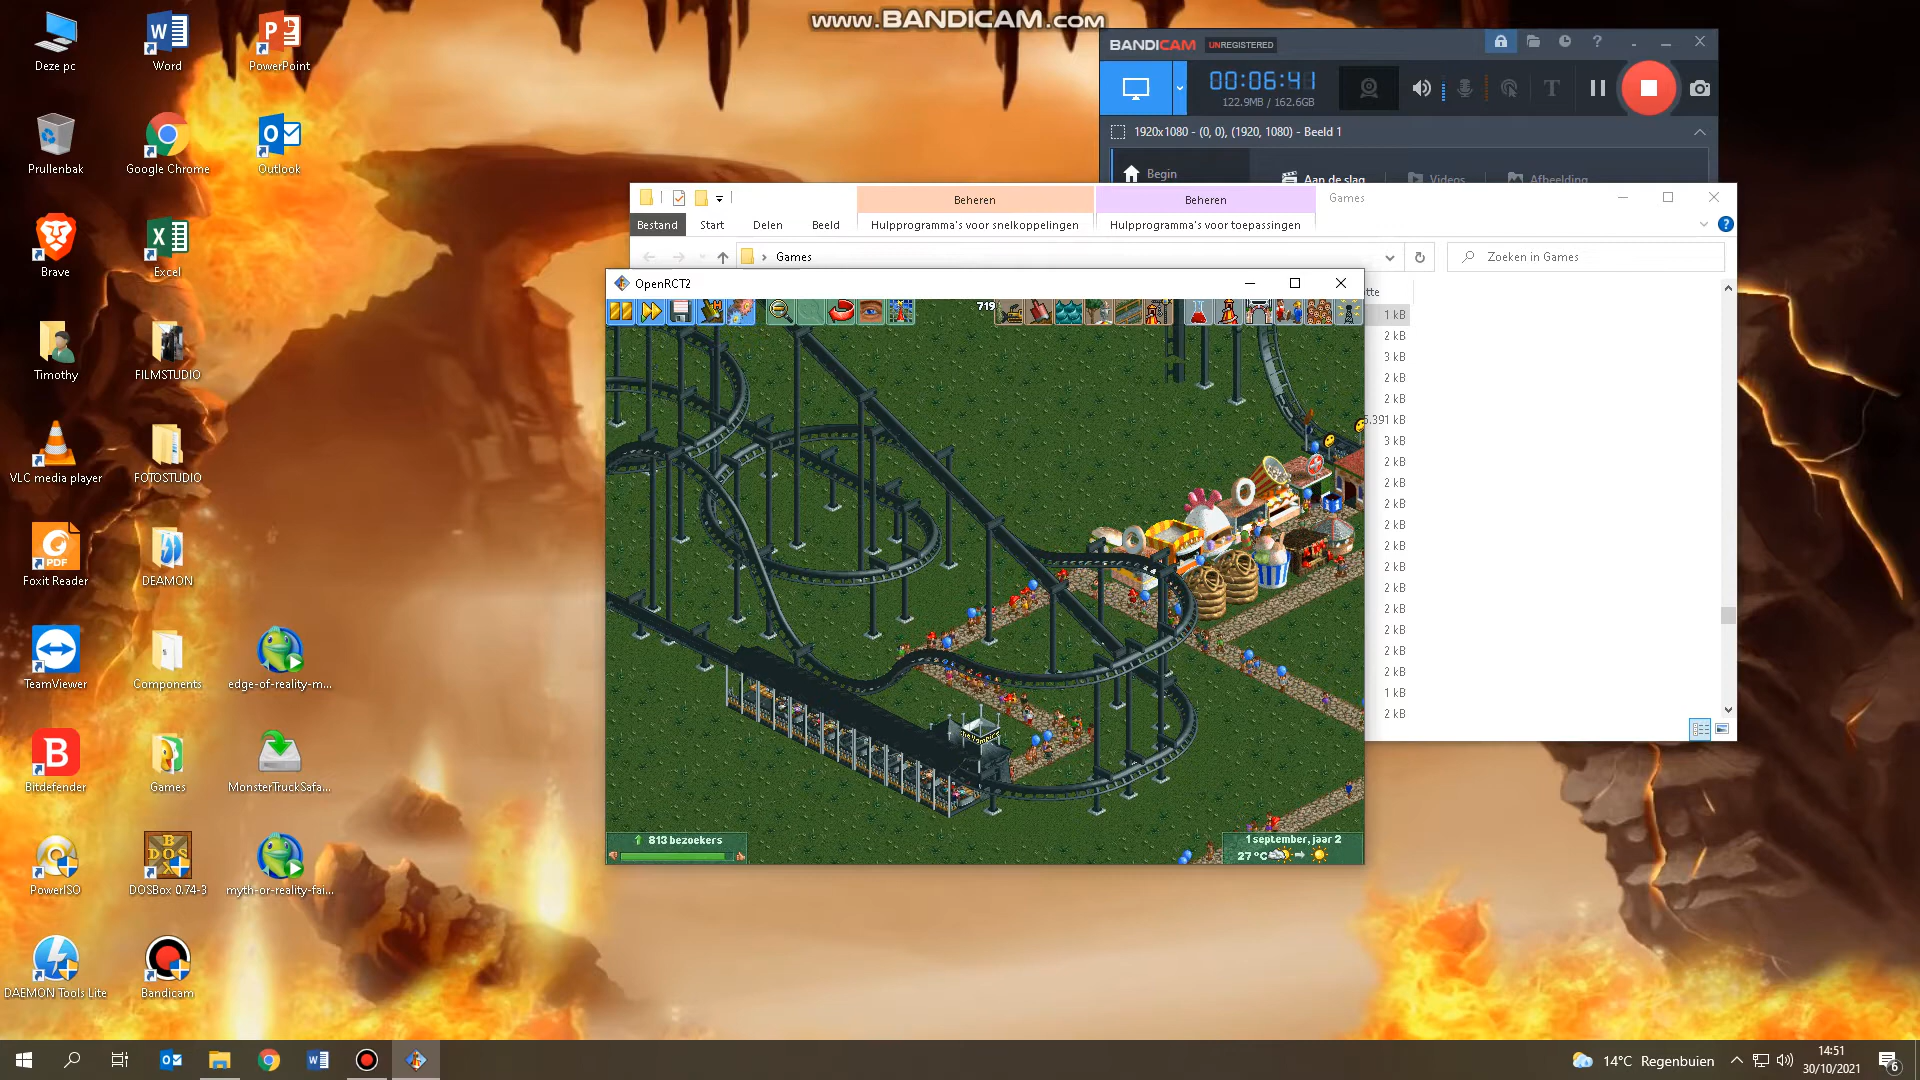 www.BANDICAM.com
BANDICAM UNREGISTERED
00:06:41
122.9MB / 162.6GB
1920x1080 - (0, 0), (1920, 1080) - Beeld 1
Begin
Aan de slag
Videos
Afbeelding
Deze pc
Word
PowerPoint
Prullenbak
Google Chrome
Outlook
Brave
Excel
Timothy
FILMSTUDIO
VLC media player
FOTOSTUDIO
Foxit Reader
DEAMON
TeamViewer
Components
edge-of-reality-m...
Bitdefender
Games
MonsterTruckSafa...
PowerISO
DOSBox 0.74-3
myth-or-reality-fai...
DAEMON Tools Lite
Bandicam
Beheren
Beheren
Games
Bestand
Start
Delen
Beeld
Hulpprogramma's voor snelkoppelingen
Hulpprogramma's voor toepassingen
Games
Zoeken in Games
tte
1 kB
2 kB
3 kB
2 kB
2 kB
5.391 kB
3 kB
2 kB
2 kB
2 kB
2 kB
2 kB
2 kB
2 kB
2 kB
2 kB
2 kB
2 kB
1 kB
2 kB
OpenRCT2
719
813 bezoekers
1 september, jaar 2
27 °C
14°C Regenbuien
14:51
30/10/2021
6